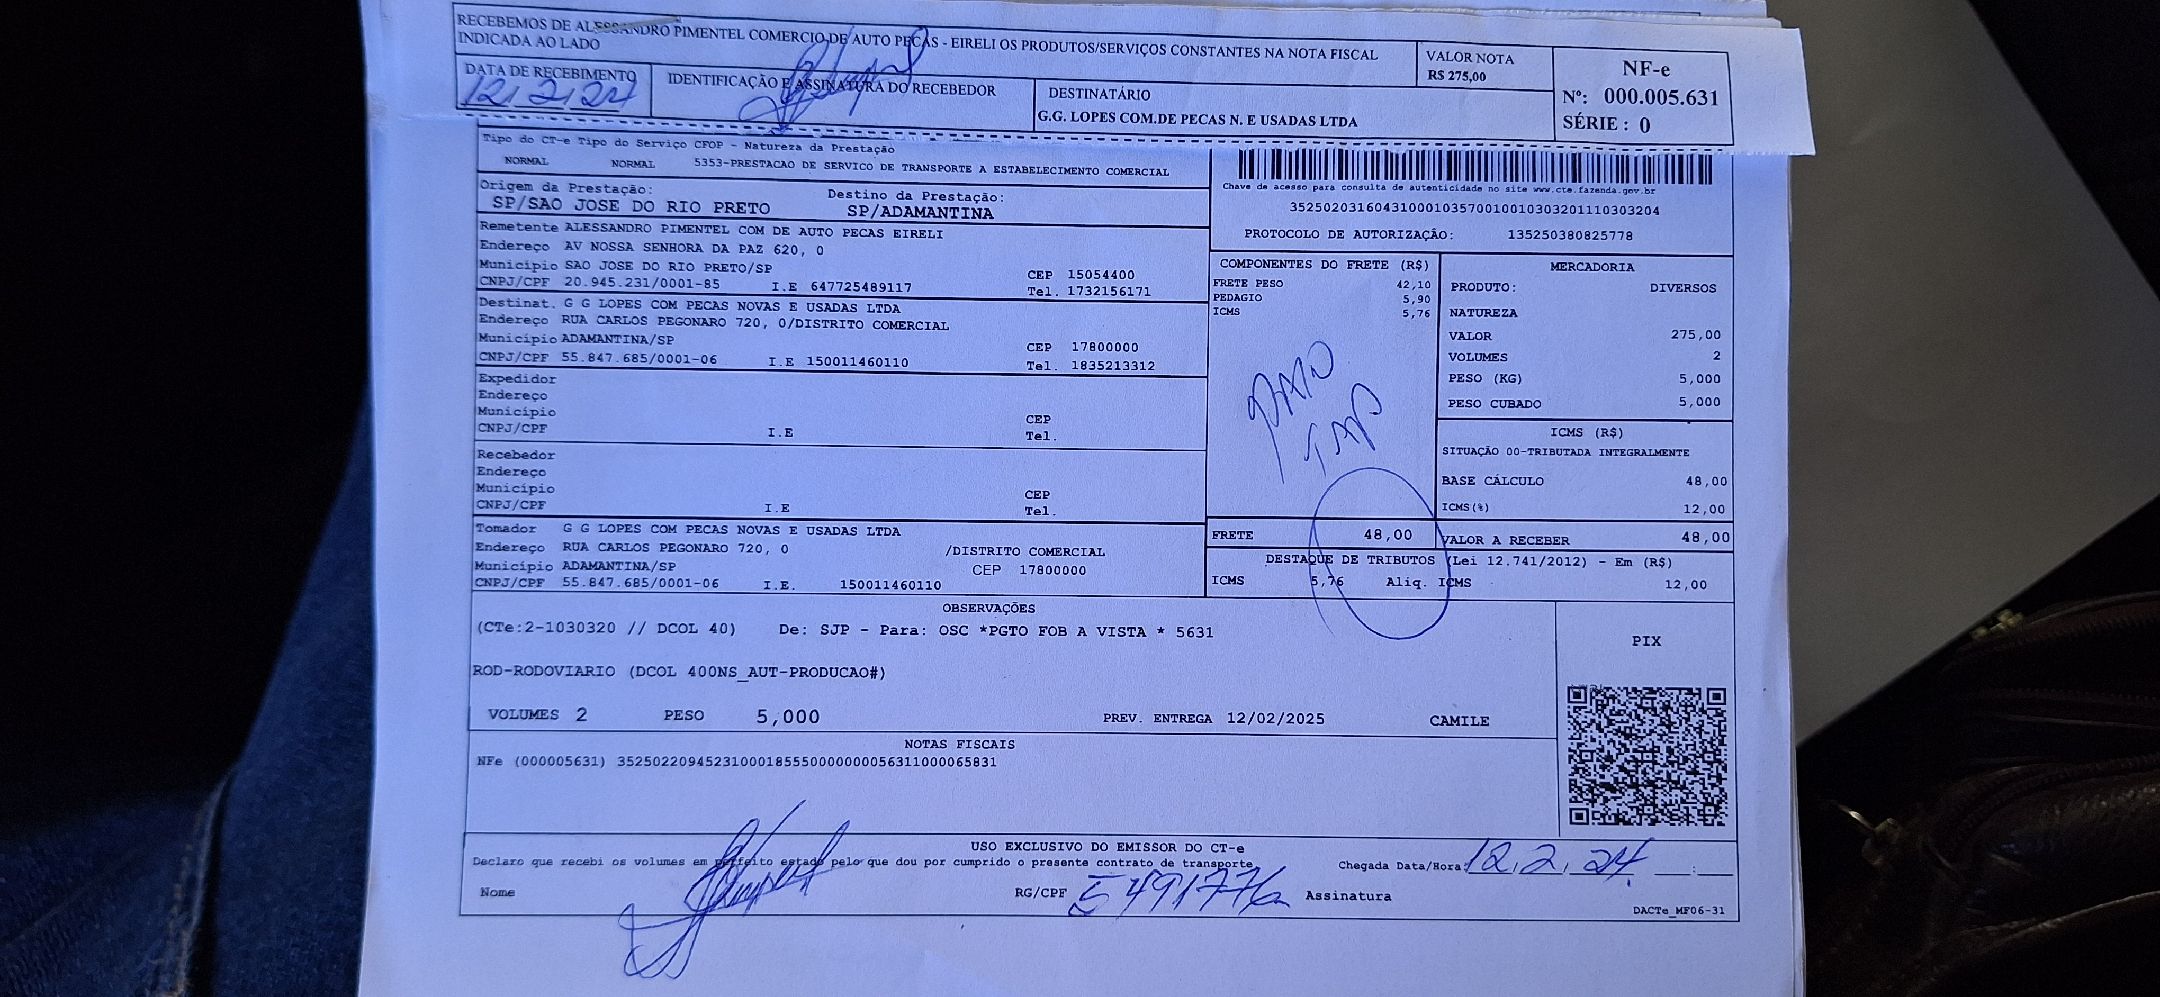 RECEBEMOS DE ALESSANDRO PIMENTEL COMERCIO DE AUTO PEÇAS - EIRELI OS PRODUTOS/SERVIÇOS CONSTANTES NA NOTA FISCAL
INDICADA AO LADO
VALOR NOTA
R$ 275,00
NF-e
Nº: 000.005.631
SÉRIE : 0
DATA DE RECEBIMENTO
12/2/24
IDENTIFICAÇÃO E ASSINATURA DO RECEBEDOR
DESTINATÁRIO
G.G. LOPES COM.DE PECAS N. E USADAS LTDA
Tipo do CT-e Tipo do Serviço CFOP - Natureza da Prestação
NORMAL NORMAL 5353-PRESTACAO DE SERVICO DE TRANSPORTE A ESTABELECIMENTO COMERCIAL
Origem da Prestação: Destino da Prestação:
SP/SAO JOSE DO RIO PRETO SP/ADAMANTINA
Chave de acesso para consulta de autenticidade no site www.cte.fazenda.gov.br
35250203160431000103570010010303201110303204
PROTOCOLO DE AUTORIZAÇÂO: 135250380825778
Remetente ALESSANDRO PIMENTEL COM DE AUTO PECAS EIRELI
Endereço AV NOSSA SENHORA DA PAZ 620, 0
Município SAO JOSE DO RIO PRETO/SP CEP 15054400
CNPJ/CPF 20.945.231/0001-85 I.E 647725489117 Tel. 1732156171
Destinat. G G LOPES COM PECAS NOVAS E USADAS LTDA
Endereço RUA CARLOS PEGONARO 720, 0/DISTRITO COMERCIAL
Município ADAMANTINA/SP CEP 17800000
CNPJ/CPF 55.847.685/0001-06 I.E 150011460110 Tel. 1835213312
Expedidor
Endereço
Município CEP
CNPJ/CPF I.E Tel.
Recebedor
Endereço
Município CEP
CNPJ/CPF I.E Tel.
Tomador G G LOPES COM PECAS NOVAS E USADAS LTDA
Endereço RUA CARLOS PEGONARO 720, 0 /DISTRITO COMERCIAL
Município ADAMANTINA/SP CEP 17800000
CNPJ/CPF 55.847.685/0001-06 I.E. 150011460110
COMPONENTES DO FRETE (R$)
FRETE PESO 42,10
PEDAGIO 5,90
ICMS 5,76
MERCADORIA
PRODUTO: DIVERSOS
NATUREZA
VALOR 275,00
VOLUMES 2
PESO (KG) 5,000
PESO CUBADO 5,000
ICMS (R$)
SITUAÇÃO 00-TRIBUTADA INTEGRALMENTE
BASE CÁLCULO 48,00
ICMS(%) 12,00
FRETE 48,00 VALOR A RECEBER 48,00
DESTAQUE DE TRIBUTOS (Lei 12.741/2012) - Em (R$)
ICMS 5,76 Aliq. ICMS 12,00
OBSERVAÇÕES
(CTe:2-1030320 // DCOL 40) De: SJP - Para: OSC *PGTO FOB A VISTA * 5631
ROD-RODOVIARIO (DCOL 400NS_AUT-PRODUCAO#)
PIX
VOLUMES 2 PESO 5,000 PREV. ENTREGA 12/02/2025 CAMILE
NOTAS FISCAIS
NFe (000005631) 35250220945231000185550000000056311000065831
USO EXCLUSIVO DO EMISSOR DO CT-e
Declaro que recebi os volumes em perfeito estado pelo que dou por cumprido o presente contrato de transporte
Chegada Data/Hora 12/2/24 __:__
Nome RG/CPF 5491776 Assinatura
DACTe_MF06-31